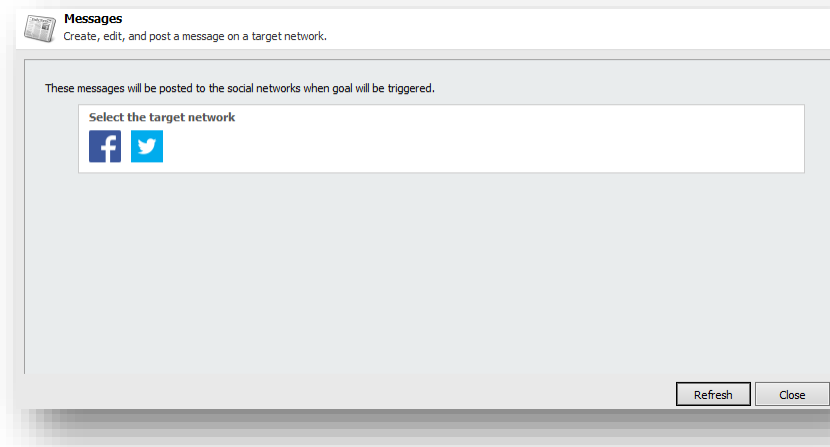 Messages
Create, edit, and post a message on a target network.
These messages will be posted to the social networks when goal will be triggered.
Select the target network
Refresh
Close